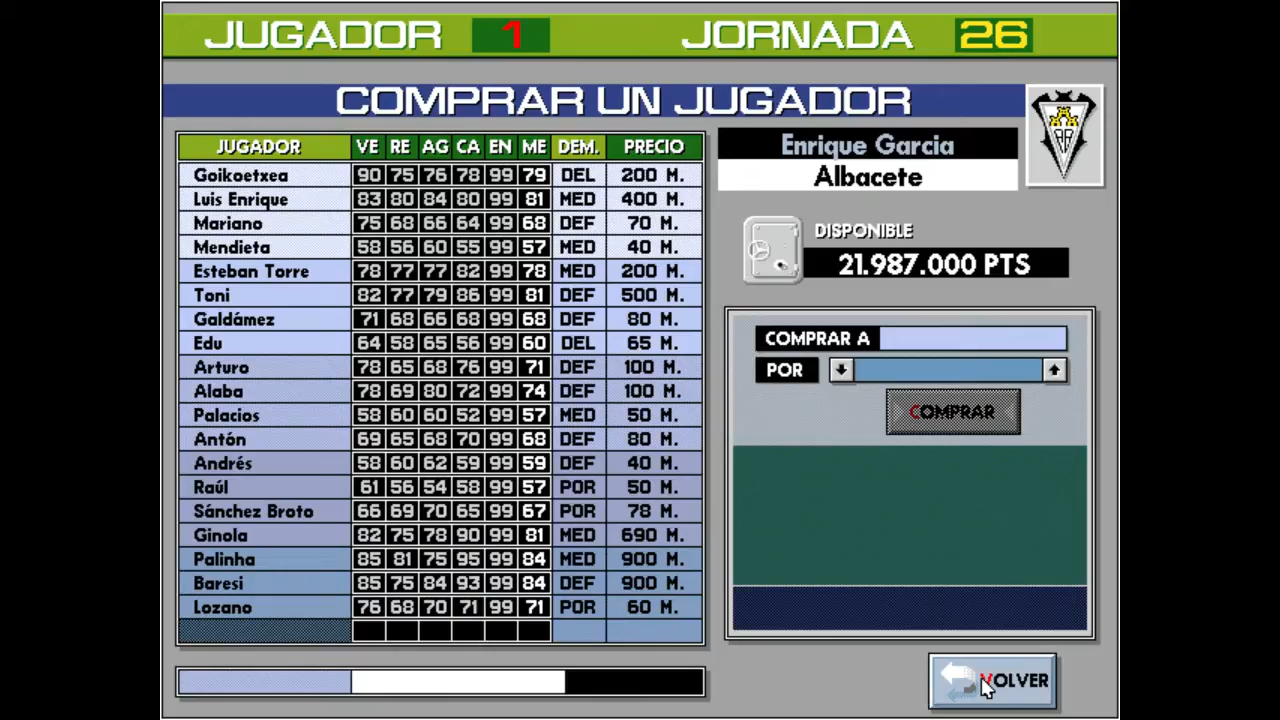 JUGADOR 1 JORNADA 26
COMPRAR UN JUGADOR
JUGADOR VE RE AG CA EN ME DEM. PRECIO
Goikoetxea 90 75 76 78 99 79 DEL 200 M.
Luis Enrique 83 80 84 80 99 81 MED 400 M.
Mariano 75 68 66 64 99 68 DEF 70 M.
Mendieta 58 56 60 55 99 57 MED 40 M.
Esteban Torre 78 77 77 82 99 78 MED 200 M.
Toni 82 77 79 86 99 81 DEF 500 M.
Galdámez 71 68 66 68 99 68 DEF 80 M.
Edu 64 58 65 56 99 60 DEL 65 M.
Arturo 78 65 68 76 99 71 DEF 100 M.
Alaba 78 69 80 72 99 74 DEF 100 M.
Palacios 58 60 60 52 99 57 MED 50 M.
Antón 69 65 68 70 99 68 DEF 80 M.
Andrés 58 60 62 59 99 59 DEF 40 M.
Raúl 61 56 54 58 99 57 POR 50 M.
Sánchez Broto 66 69 70 65 99 67 POR 78 M.
Ginola 82 75 78 90 99 81 MED 690 M.
Palinha 85 81 75 95 99 84 MED 900 M.
Baresi 85 75 84 93 99 84 DEF 900 M.
Lozano 76 68 70 71 99 71 POR 60 M.
Enrique Garcia
Albacete
DISPONIBLE
21.987.000 PTS
COMPRAR A
POR
COMPRAR
VOLVER